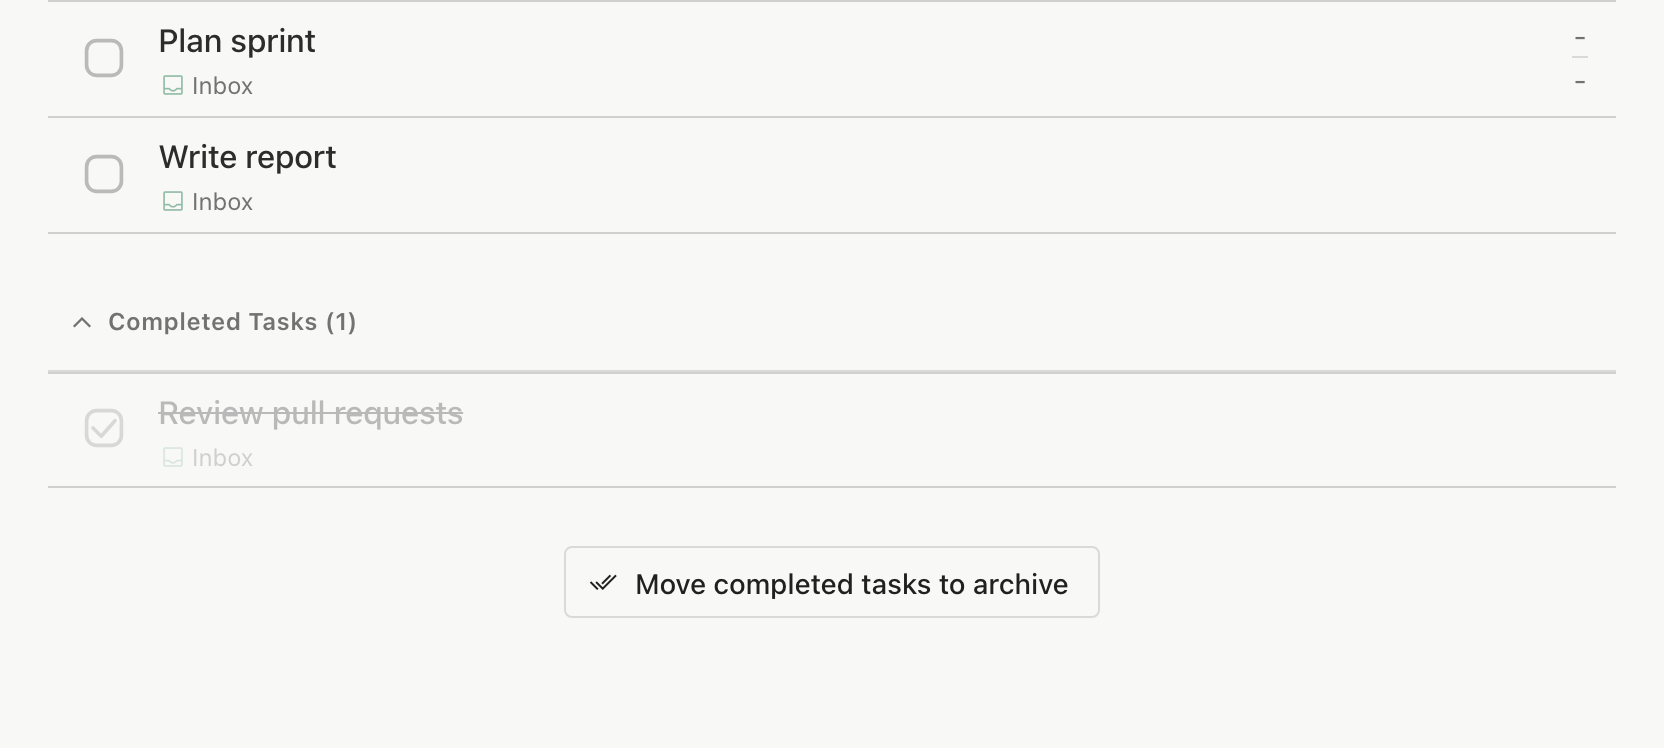 Plan sprint
-
Inbox
-
Write report
Inbox
Completed Tasks (1)
Review pull requests
Inbox
Move completed tasks to archive